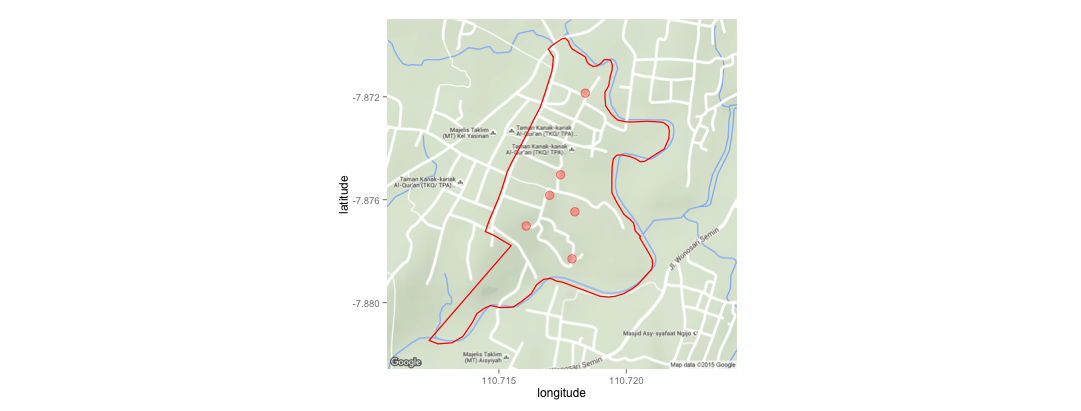 -7.872
Majelis Taklim
(MT) Kel Yasinan
Taman Kanak-kanak
Al-Qur'an (TKQ/ TPA)...
Taman Kanak-kanak
Al-Qur'an (TKQ/ TPA)
Taman Kanak-kanak
Al-Qur'an (TKQ/ TPA)...
latitude
-7.876
Jl. Wonosari Semin
-7.880
Masjid Asy-syafaat Ngijo
Majelis Taklim
(MT) Aisyiyah
Wonosari Semin
Google
Map data ©2015 Google
110.715
110.720
longitude